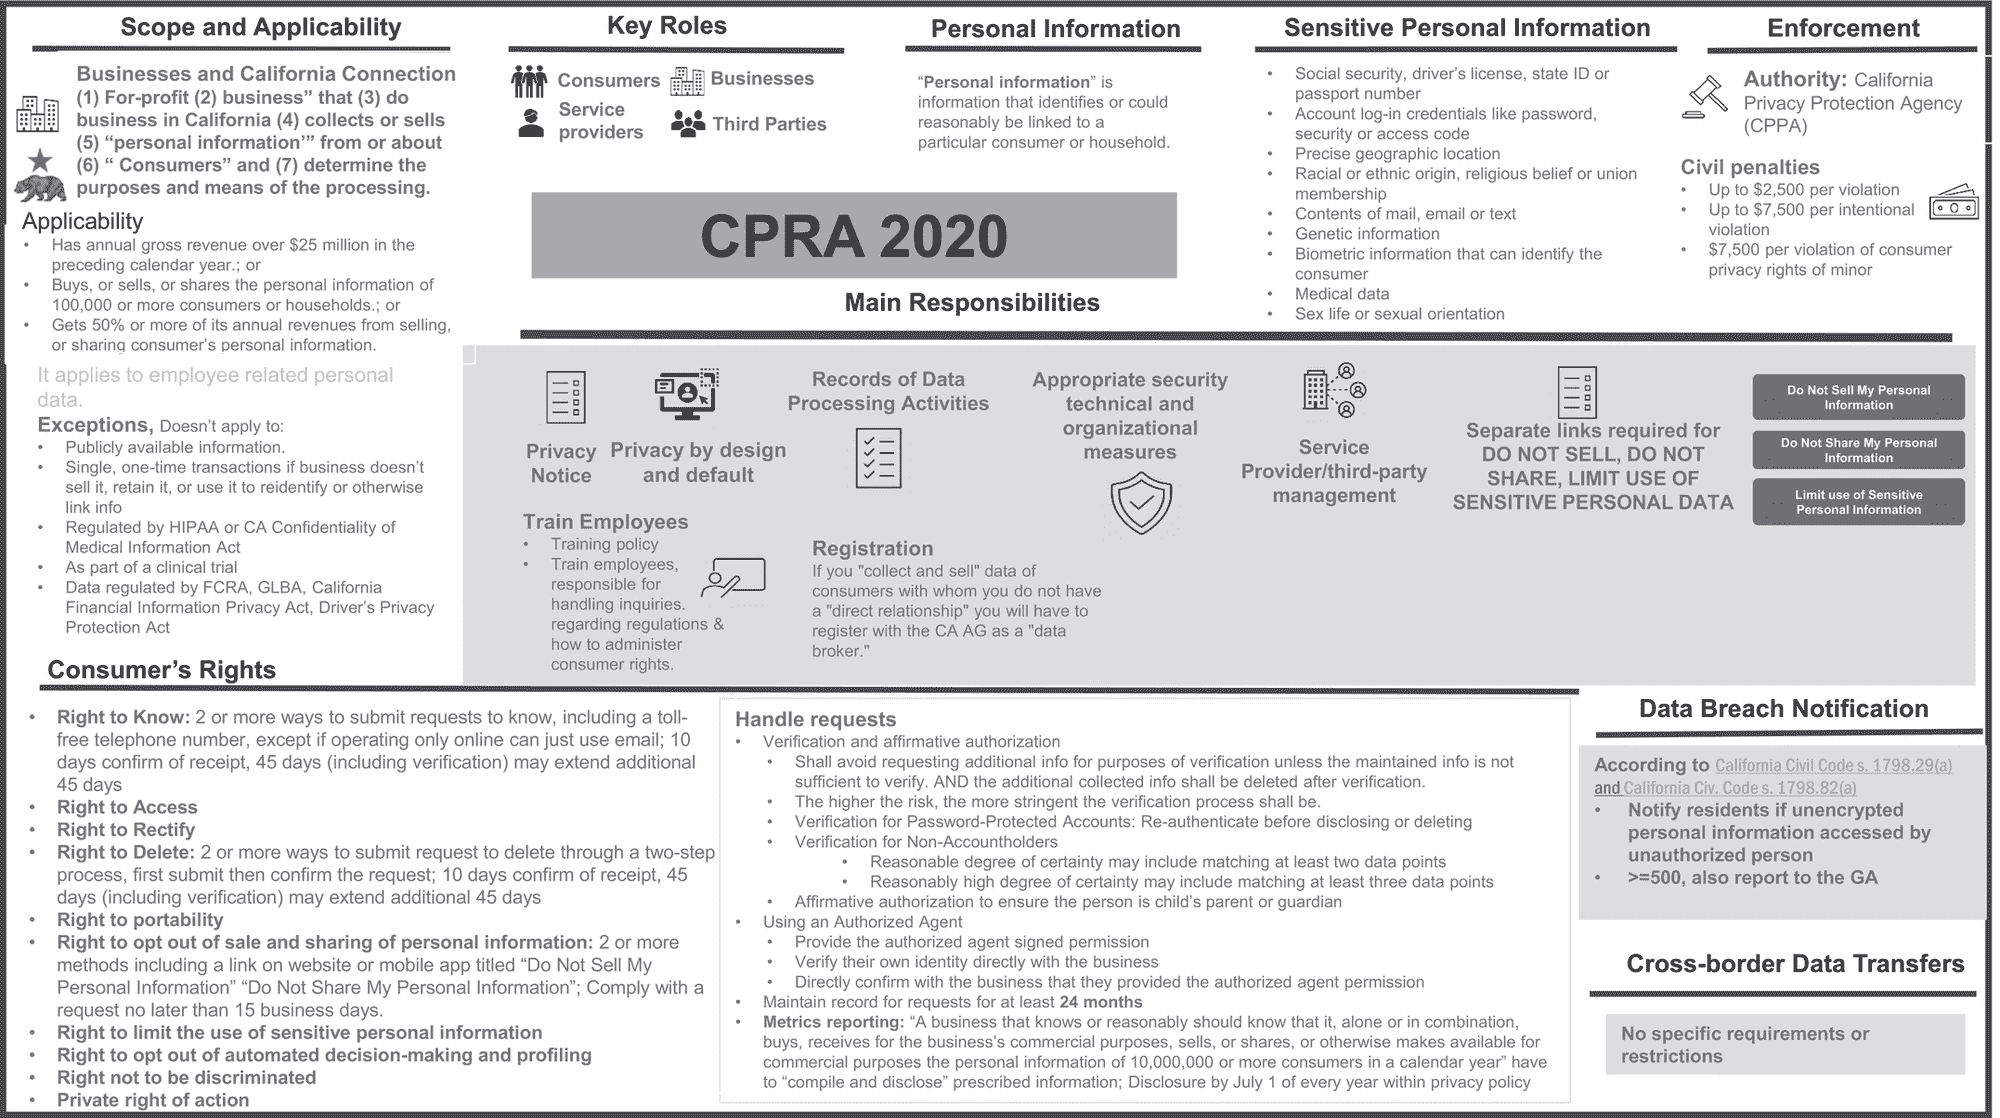 Scope and Applicability
Businesses and California Connection
(1) For-profit (2) business” that (3) do
business in California (4) collects or sells
(5) “personal information’” from or about
(6) “ Consumers” and (7) determine the
purposes and means of the processing.
Applicability
• Has annual gross revenue over $25 million in the
preceding calendar year.; or
• Buys, or sells, or shares the personal information of
100,000 or more consumers or households.; or
• Gets 50% or more of its annual revenues from selling,
or sharing consumer’s personal information.
It applies to employee related personal
data.
Exceptions, Doesn’t apply to:
• Publicly available information.
• Single, one-time transactions if business doesn’t
sell it, retain it, or use it to reidentify or otherwise
link info
• Regulated by HIPAA or CA Confidentiality of
Medical Information Act
• As part of a clinical trial
• Data regulated by FCRA, GLBA, California
Financial Information Privacy Act, Driver’s Privacy
Protection Act
Key Roles
Consumers
Businesses
Service
providers
Third Parties
Personal Information
“Personal information” is
information that identifies or could
reasonably be linked to a
particular consumer or household.
Sensitive Personal Information
• Social security, driver’s license, state ID or
passport number
• Account log-in credentials like password,
security or access code
• Precise geographic location
• Racial or ethnic origin, religious belief or union
membership
• Contents of mail, email or text
• Genetic information
• Biometric information that can identify the
consumer
• Medical data
• Sex life or sexual orientation
Enforcement
Authority: California
Privacy Protection Agency
(CPPA)
Civil penalties
• Up to $2,500 per violation
• Up to $7,500 per intentional
violation
• $7,500 per violation of consumer
privacy rights of minor
CPRA 2020
Main Responsibilities
Privacy
Notice
Privacy by design
and default
Records of Data
Processing Activities
Appropriate security
technical and
organizational
measures
Service
Provider/third-party
management
Separate links required for
DO NOT SELL, DO NOT
SHARE, LIMIT USE OF
SENSITIVE PERSONAL DATA
Do Not Sell My Personal
Information
Do Not Share My Personal
Information
Limit use of Sensitive
Personal Information
Train Employees
• Training policy
• Train employees,
responsible for
handling inquiries.
regarding regulations &
how to administer
consumer rights.
Registration
If you "collect and sell" data of
consumers with whom you do not have
a "direct relationship" you will have to
register with the CA AG as a "data
broker."
Consumer’s Rights
• Right to Know: 2 or more ways to submit requests to know, including a toll-
free telephone number, except if operating only online can just use email; 10
days confirm of receipt, 45 days (including verification) may extend additional
45 days
• Right to Access
• Right to Rectify
• Right to Delete: 2 or more ways to submit request to delete through a two-step
process, first submit then confirm the request; 10 days confirm of receipt, 45
days (including verification) may extend additional 45 days
• Right to portability
• Right to opt out of sale and sharing of personal information: 2 or more
methods including a link on website or mobile app titled “Do Not Sell My
Personal Information” “Do Not Share My Personal Information”; Comply with a
request no later than 15 business days.
• Right to limit the use of sensitive personal information
• Right to opt out of automated decision-making and profiling
• Right not to be discriminated
• Private right of action
Handle requests
• Verification and affirmative authorization
• Shall avoid requesting additional info for purposes of verification unless the maintained info is not
sufficient to verify. AND the additional collected info shall be deleted after verification.
• The higher the risk, the more stringent the verification process shall be.
• Verification for Password-Protected Accounts: Re-authenticate before disclosing or deleting
• Verification for Non-Accountholders
• Reasonable degree of certainty may include matching at least two data points
• Reasonably high degree of certainty may include matching at least three data points
• Affirmative authorization to ensure the person is child’s parent or guardian
• Using an Authorized Agent
• Provide the authorized agent signed permission
• Verify their own identity directly with the business
• Directly confirm with the business that they provided the authorized agent permission
• Maintain record for requests for at least 24 months
• Metrics reporting: “A business that knows or reasonably should know that it, alone or in combination,
buys, receives for the business’s commercial purposes, sells, or shares, or otherwise makes available for
commercial purposes the personal information of 10,000,000 or more consumers in a calendar year” have
to “compile and disclose” prescribed information; Disclosure by July 1 of every year within privacy policy
Data Breach Notification
According to California Civil Code s. 1798.29(a)
and California Civ. Code s. 1798.82(a)
• Notify residents if unencrypted
personal information accessed by
unauthorized person
• >=500, also report to the GA
Cross-border Data Transfers
No specific requirements or
restrictions